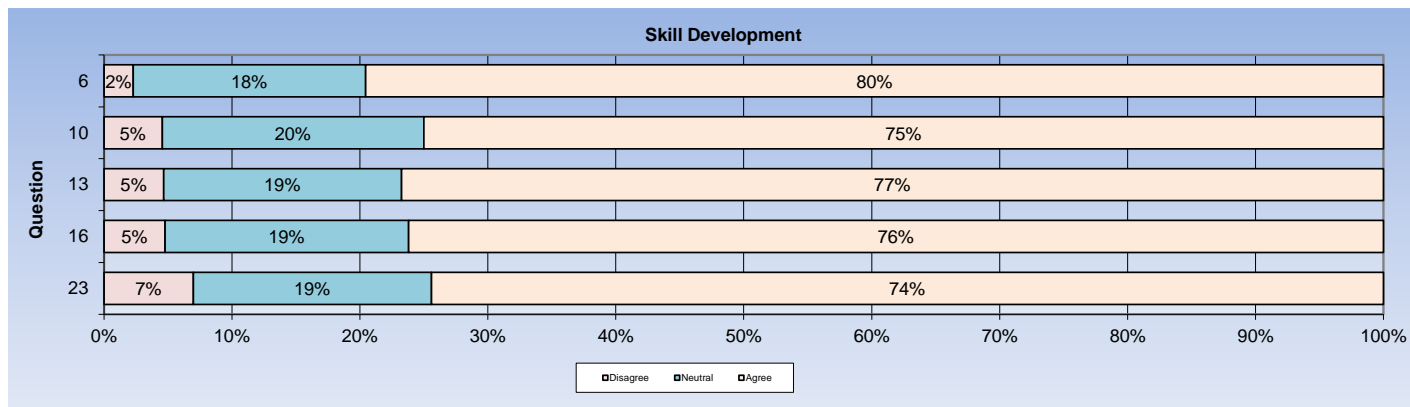 Skill Development
Question
6 2% 18% 80%
10 5% 20% 75%
13 5% 19% 77%
16 5% 19% 76%
23 7% 19% 74%
0% 10% 20% 30% 40% 50% 60% 70% 80% 90% 100%
Disagree Neutral Agree